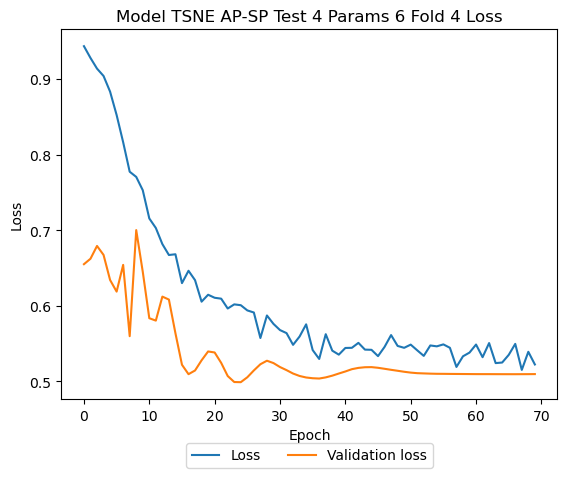 Model TSNE AP-SP Test 4 Params 6 Fold 4 Loss
0.9
0.8
0.7
0.6
0.5
Loss
0 10 20 30 40 50 60 70
Epoch
Loss Validation loss